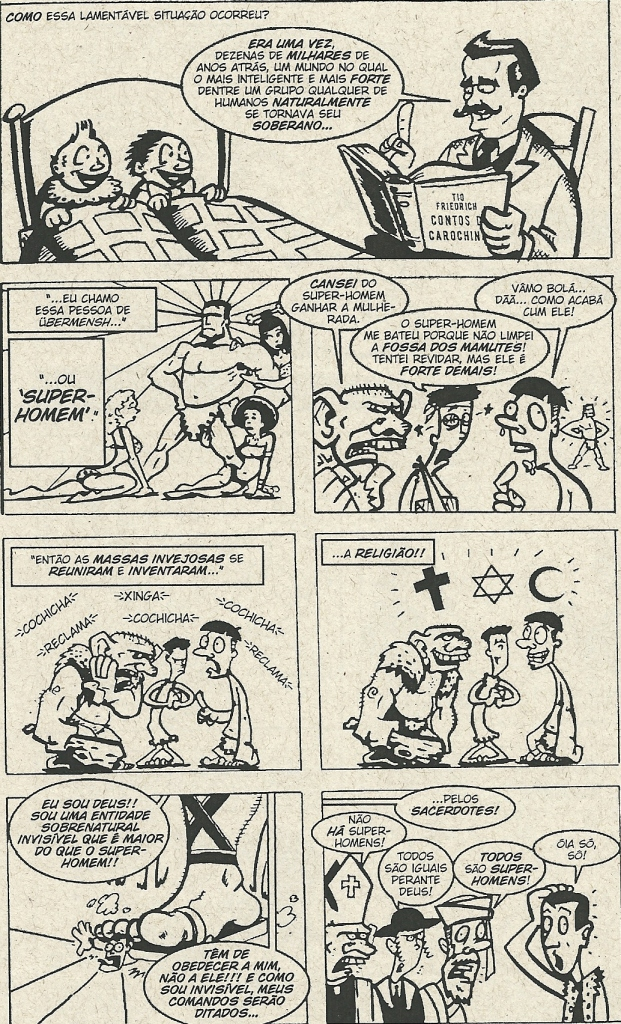 COMO ESSA LAMENTÁVEL SITUAÇÃO OCORREU?
ERA UMA VEZ,
DEZENAS DE MILHARES DE
ANOS ATRÁS, UM MUNDO NO QUAL
O MAIS INTELIGENTE E MAIS FORTE
DENTRE UM GRUPO QUALQUER DE
HUMANOS NATURALMENTE
SE TORNAVA SEU
SOBERANO...
TIO
FRIEDRICH
CONTOS D
CAROCHIN
"...EU CHAMO
ESSA PESSOA DE
ÜBERMENSH..."
"...OU
'SUPER-
HOMEM'"
CANSEI DO
SUPER-HOMEM
GANHAR A MULHE-
RADA.
O SUPER-HOMEM
ME BATEU PORQUE NÃO LIMPEI
A FOSSA DOS MAMUTES!
TENTEI REVIDAR, MAS ELE É
FORTE DEMAIS!
VÂMO BOLÁ...
DÃÃ... COMO ACABÁ
CUM ELE!
"ENTÃO AS MASSAS INVEJOSAS SE
REUNIRAM E INVENTARAM..."
COCHICHA
RECLAMA
XINGA
COCHICHA
COCHICHA
RECLAMA
...A RELIGIÃO!!
EU SOU DEUS!!
SOU UMA ENTIDADE
SOBRENATURAL
INVISÍVEL QUE É MAIOR
DO QUE O SUPER-
HOMEM!!
TÊM DE
OBEDECER A MIM,
NÃO A ELE!!! E COMO
SOU INVISÍVEL, MEUS
COMANDOS SERÃO
DITADOS...
...PELOS
SACERDOTES!
NÃO
HÁ SUPER-
HOMENS!
TODOS
SÃO IGUAIS
PERANTE
DEUS!
TODOS
SÃO SUPER-
HOMENS!
ÓIA SÓ,
SÔ!